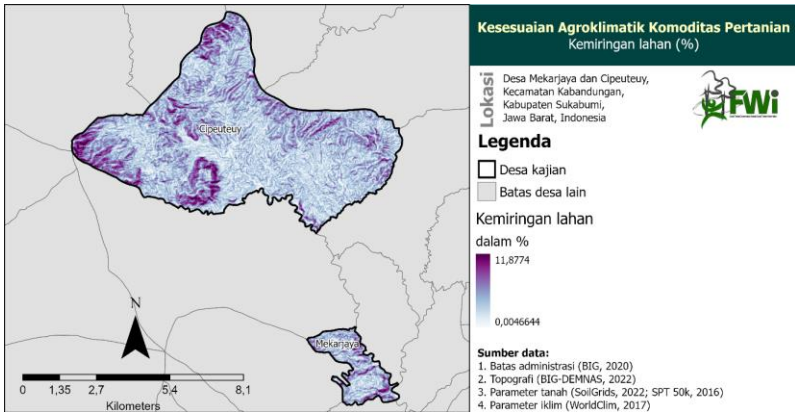 Kesesuaian Agroklimatik Komoditas Pertanian
Kemiringan lahan (%)
Lokasi
Desa Mekarjaya dan Cipeuteuy,
Kecamatan Kabandungan,
Kabupaten Sukabumi,
Jawa Barat, Indonesia
FWi
Legenda
Desa kajian
Batas desa lain
Kemiringan lahan
dalam %
11,8774
0,0046644
Sumber data:
1. Batas administrasi (BIG, 2020)
2. Topografi (BIG-DEMNAS, 2022)
3. Parameter tanah (SoilGrids, 2022; SPT 50k, 2016)
4. Parameter iklim (WorldClim, 2017)
Cipeuteuy
Mekarjaya
N
0 1,35 2,7 5,4 8,1
Kilometers